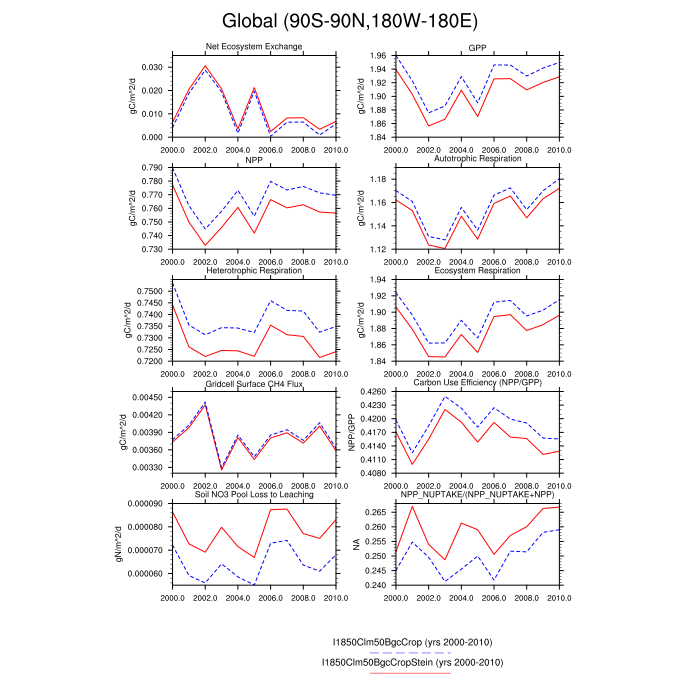 Global (90S-90N,180W-180E)
Net Ecosystem Exchange
gC/m^2/d
0.030
0.020
0.010
0.000
2000.0 2002.0 2004.0 2006.0 2008.0 2010.0
GPP
gC/m^2/d
1.96
1.94
1.92
1.90
1.88
1.86
1.84
2000.0 2002.0 2004.0 2006.0 2008.0 2010.0
NPP
gC/m^2/d
0.790
0.780
0.770
0.760
0.750
0.740
0.730
2000.0 2002.0 2004.0 2006.0 2008.0 2010.0
Autotrophic Respiration
gC/m^2/d
1.18
1.16
1.14
1.12
2000.0 2002.0 2004.0 2006.0 2008.0 2010.0
Heterotrophic Respiration
gC/m^2/d
0.7500
0.7450
0.7400
0.7350
0.7300
0.7250
0.7200
2000.0 2002.0 2004.0 2006.0 2008.0 2010.0
Ecosystem Respiration
gC/m^2/d
1.94
1.92
1.90
1.88
1.86
1.84
2000.0 2002.0 2004.0 2006.0 2008.0 2010.0
Gridcell Surface CH4 Flux
gC/m^2/d
0.00450
0.00420
0.00390
0.00360
0.00330
2000.0 2002.0 2004.0 2006.0 2008.0 2010.0
Carbon Use Efficiency (NPP/GPP)
NPP/GPP
0.4260
0.4230
0.4200
0.4170
0.4140
0.4110
0.4080
2000.0 2002.0 2004.0 2006.0 2008.0 2010.0
Soil NO3 Pool Loss to Leaching
gN/m^2/d
0.000090
0.000080
0.000070
0.000060
2000.0 2002.0 2004.0 2006.0 2008.0 2010.0
NPP_NUPTAKE/(NPP_NUPTAKE+NPP)
NA
0.265
0.260
0.255
0.250
0.245
0.240
2000.0 2002.0 2004.0 2006.0 2008.0 2010.0
I1850Clm50BgcCrop (yrs 2000-2010)
I1850Clm50BgcCropStein (yrs 2000-2010)